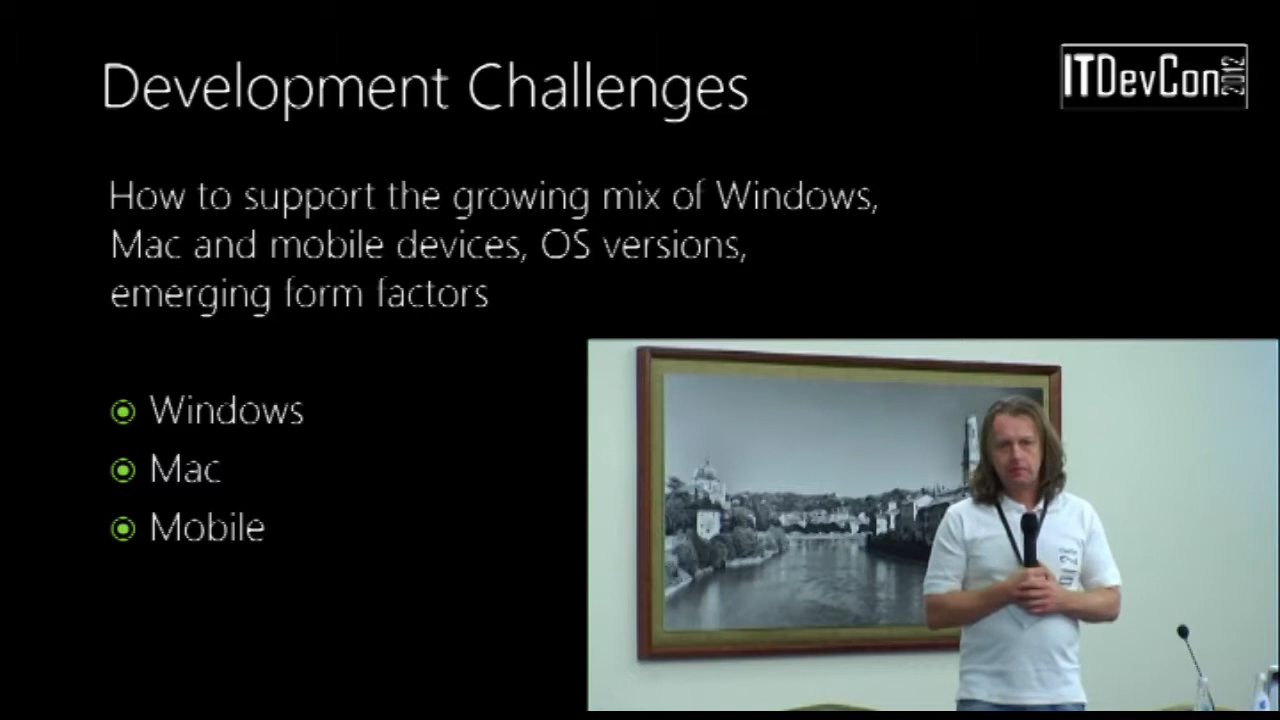 Development Challenges
ITDevCon 2012
How to support the growing mix of Windows,
Mac and mobile devices, OS versions,
emerging form factors
Windows
Mac
Mobile